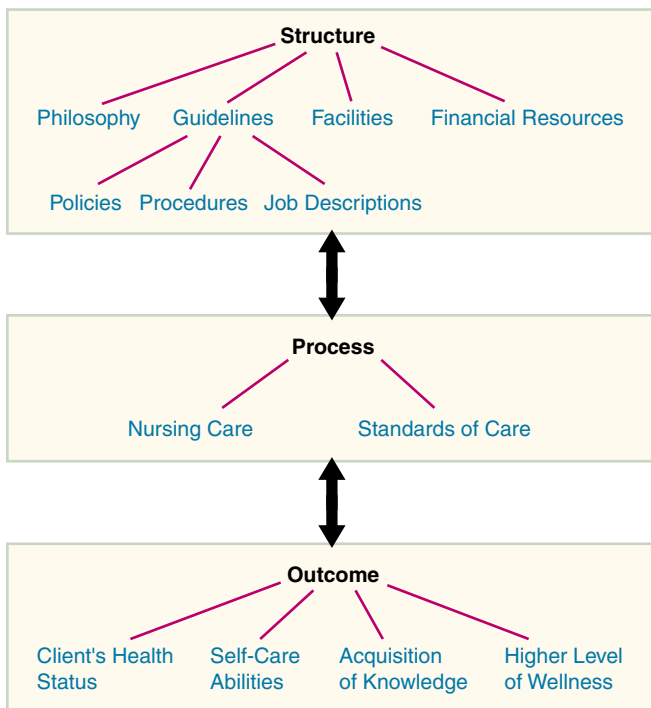 Structure
Philosophy Guidelines Facilities Financial Resources
Policies Procedures Job Descriptions
Process
Nursing Care Standards of Care
Outcome
Client's Health Status
Self-Care Abilities
Acquisition of Knowledge
Higher Level of Wellness